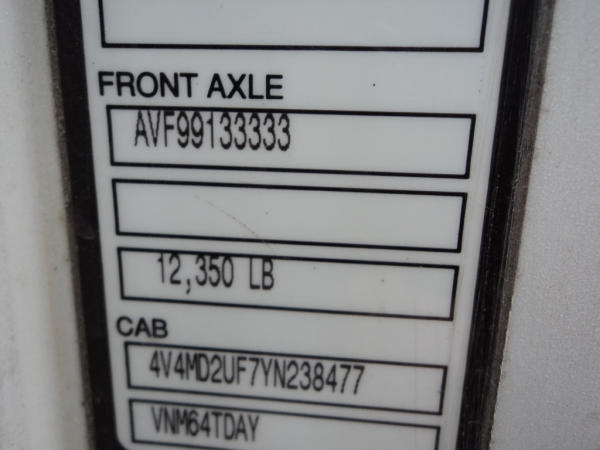 FRONT AXLE
AVF99133333
12,350 LB
CAB
4V4MD2UF7YN238477
VNM64TDAY